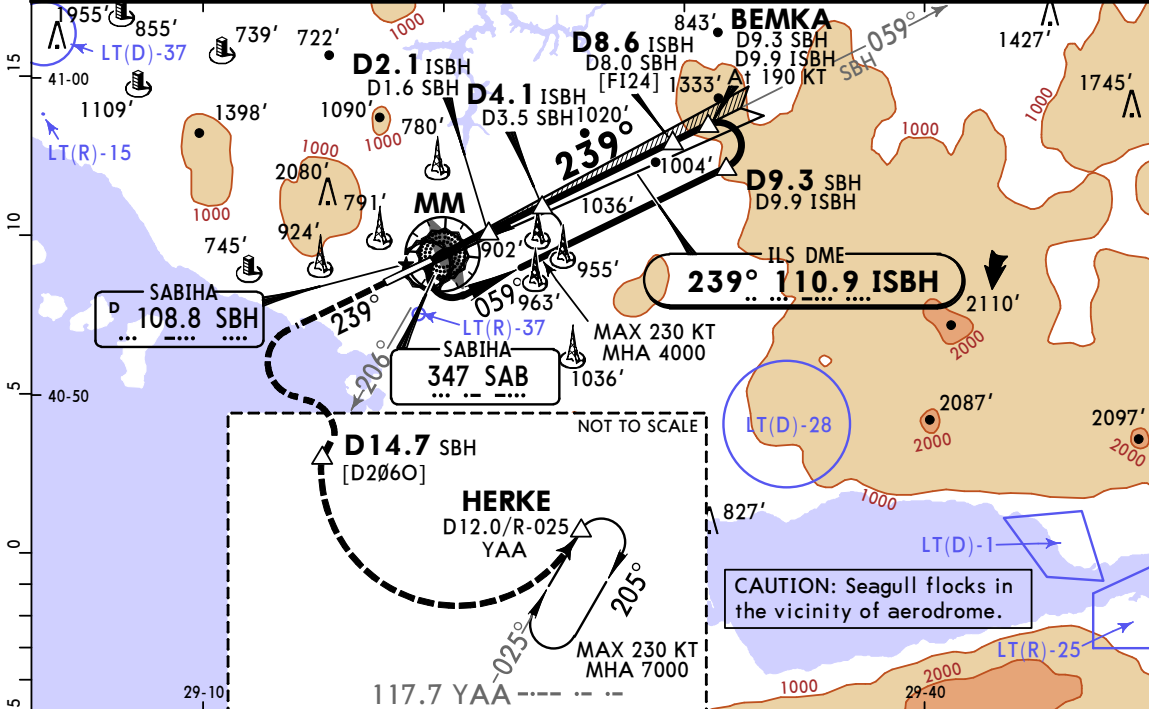 1955'
855'
LT(D)-37
739'
722'
1000
843'
BEMKA
D9.3 SBH
D9.9 ISBH
At 190 KT
059°
SBH
1427'
15
41-00
1109'
LT(R)-15
1398'
1000
1090'
1000
D2.1 ISBH
D1.6 SBH
D4.1 ISBH
D3.5 SBH
D8.6 ISBH
D8.0 SBH
[FI24]
1333'
1020'
780'
239°
1004'
1745'
1000
1000
1000
2080'
791'
MM
D9.3 SBH
D9.9 ISBH
1036'
10
745'
924'
902'
955'
963'
059°
ILS DME
239° 110.9 ISBH
2110'
2000
SABIHA
D 108.8 SBH
239°
LT(R)-37
MAX 230 KT
MHA 4000
206°
SABIHA
347 SAB
1036'
5
40-50
NOT TO SCALE
LT(D)-28
2087'
2000
2097'
2000
D14.7 SBH
[D206O]
HERKE
D12.0/R-025
YAA
1000
827'
0
LT(D)-1
205°
CAUTION: Seagull flocks in
the vicinity of aerodrome.
025°
MAX 230 KT
MHA 7000
LT(R)-25
117.7 YAA
29-10
1000
2000
29-40
5